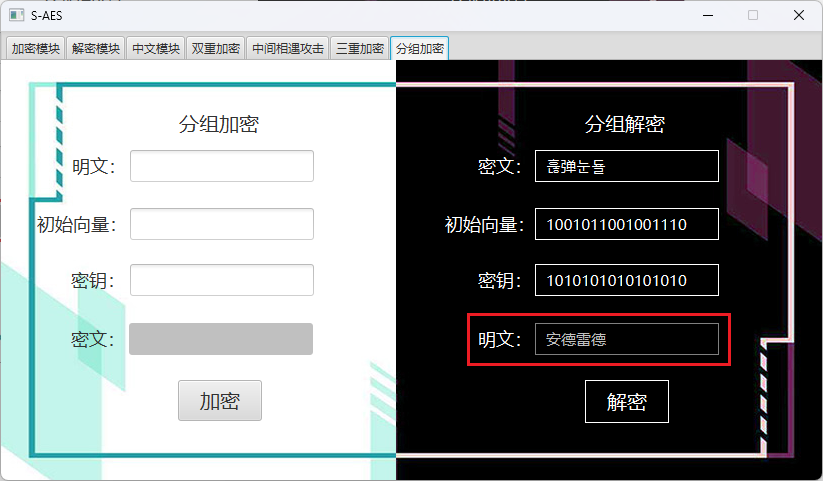 S-AES
加密模块 解密模块 中文模块 双重加密 中间相遇攻击 三重加密 分组加密
分组加密
明文：
初始向量：
密钥：
密文：
加密
分组解密
密文： 흞弹눈듈
初始向量： 1001011001001110
密钥： 1010101010101010
明文： 安德雷德
解密